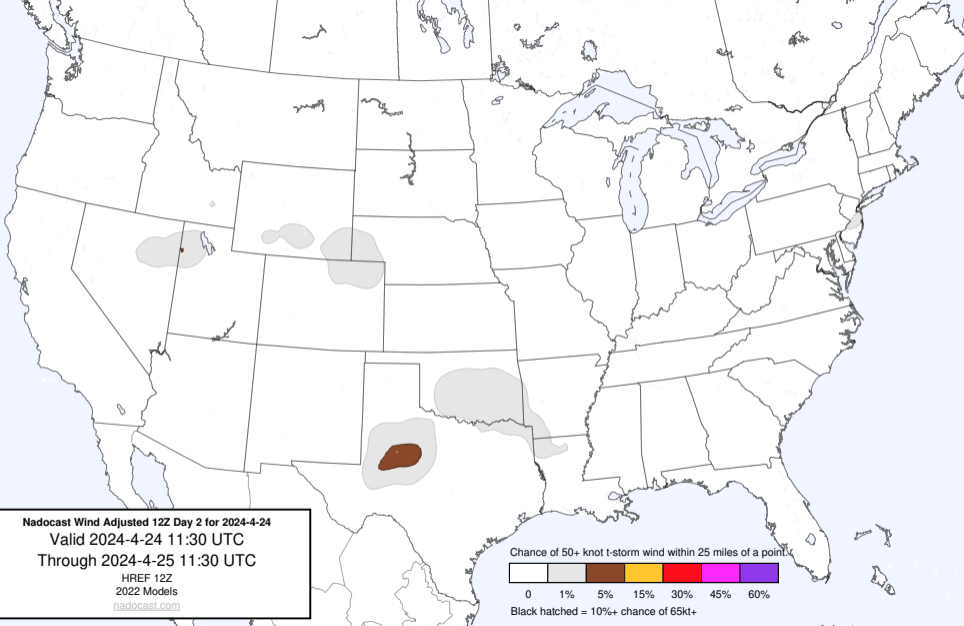 Nadocast Wind Adjusted 12Z Day 2 for 2024-4-24
Valid 2024-4-24 11:30 UTC
Through 2024-4-25 11:30 UTC
HREF 12Z
2022 Models
nadocast.com
Chance of 50+ knot t-storm wind within 25 miles of a point.
0 1% 5% 15% 30% 45% 60%
Black hatched = 10%+ chance of 65kt+